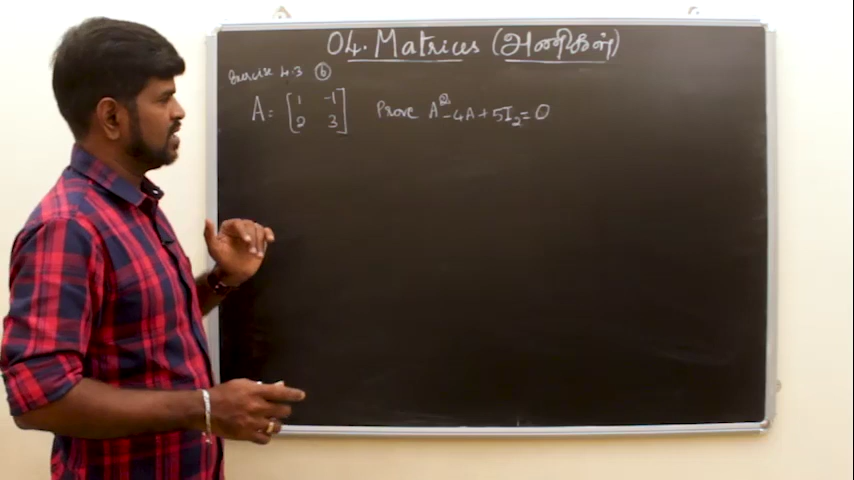 04. Matrices (அணிகள்)
Exercise 4.3 ⑥
A = [1 -1
2 3] Prove A² - 4A + 5I₂ = 0